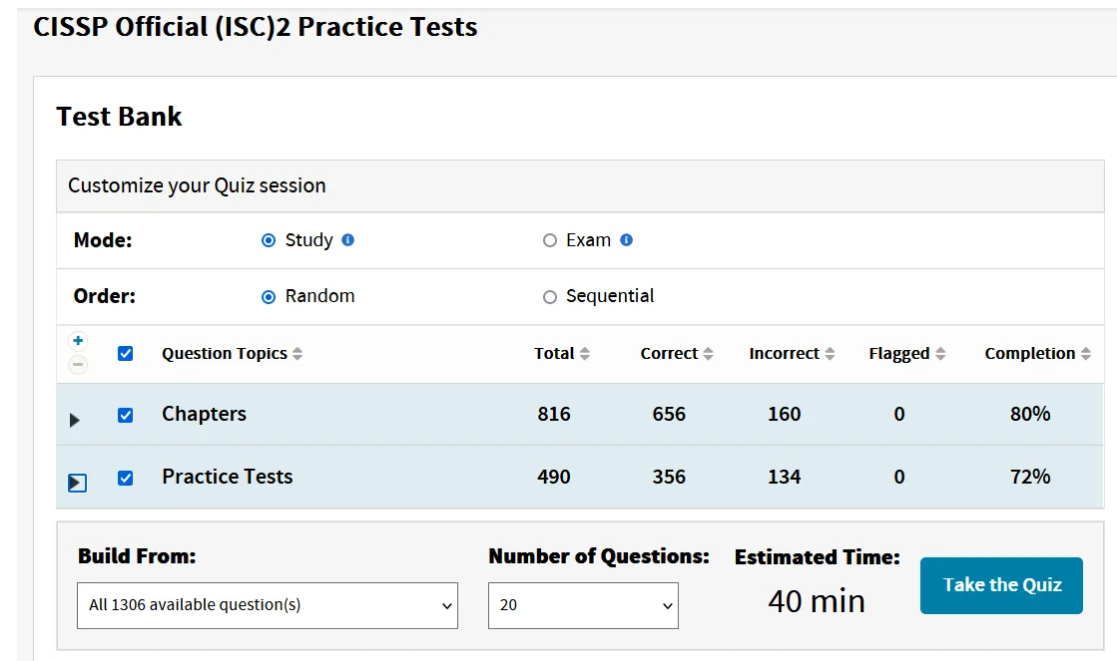 CISSP Official (ISC)2 Practice Tests
Test Bank
Customize your Quiz session
Mode: Study Exam
Order: Random Sequential
Question Topics Total Correct Incorrect Flagged Completion
Chapters 816 656 160 0 80%
Practice Tests 490 356 134 0 72%
Build From: Number of Questions: Estimated Time:
All 1306 available question(s) 20 40 min Take the Quiz